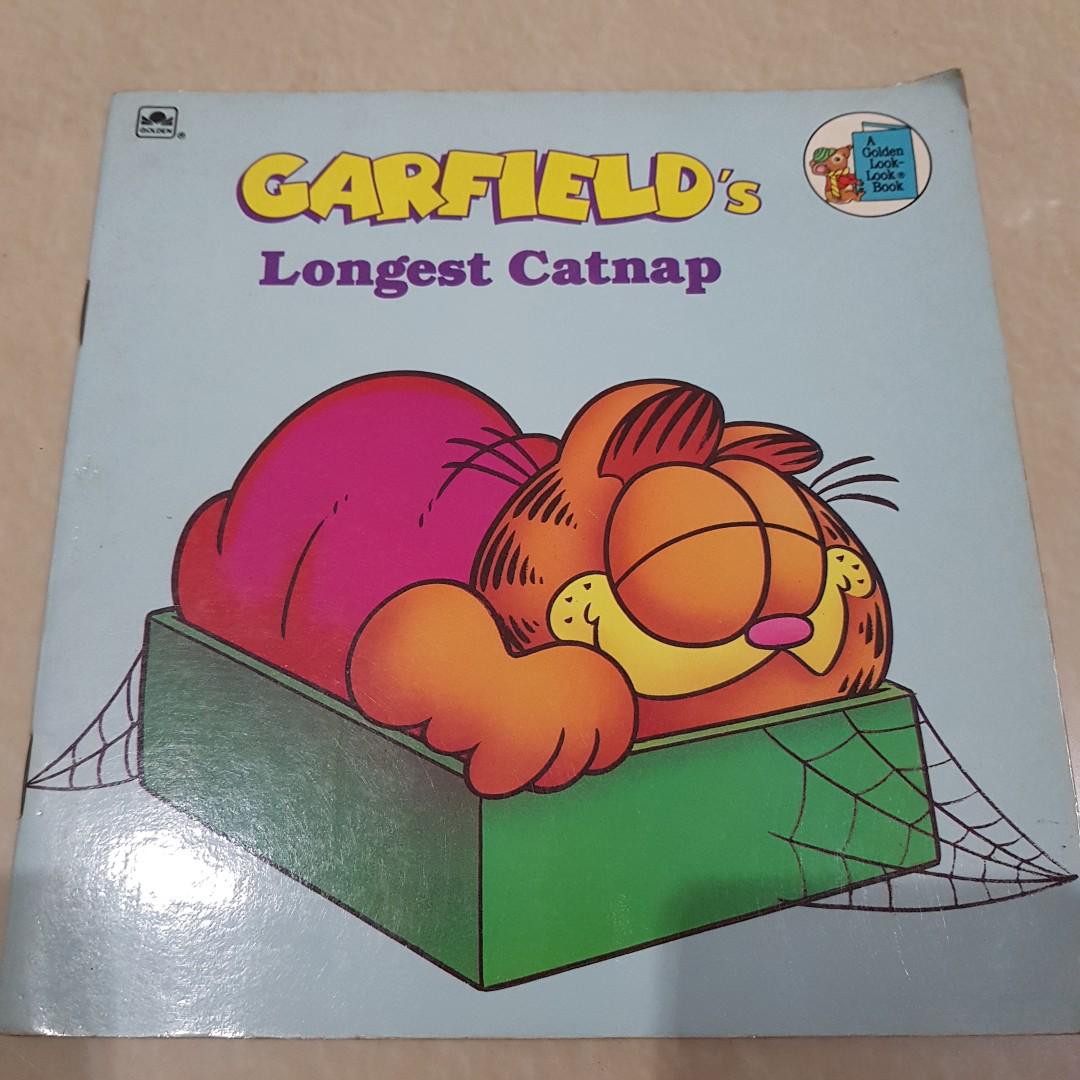 GOLDEN®
GARFIELD's
Longest Catnap
A
Golden
Look-
Look®
Book